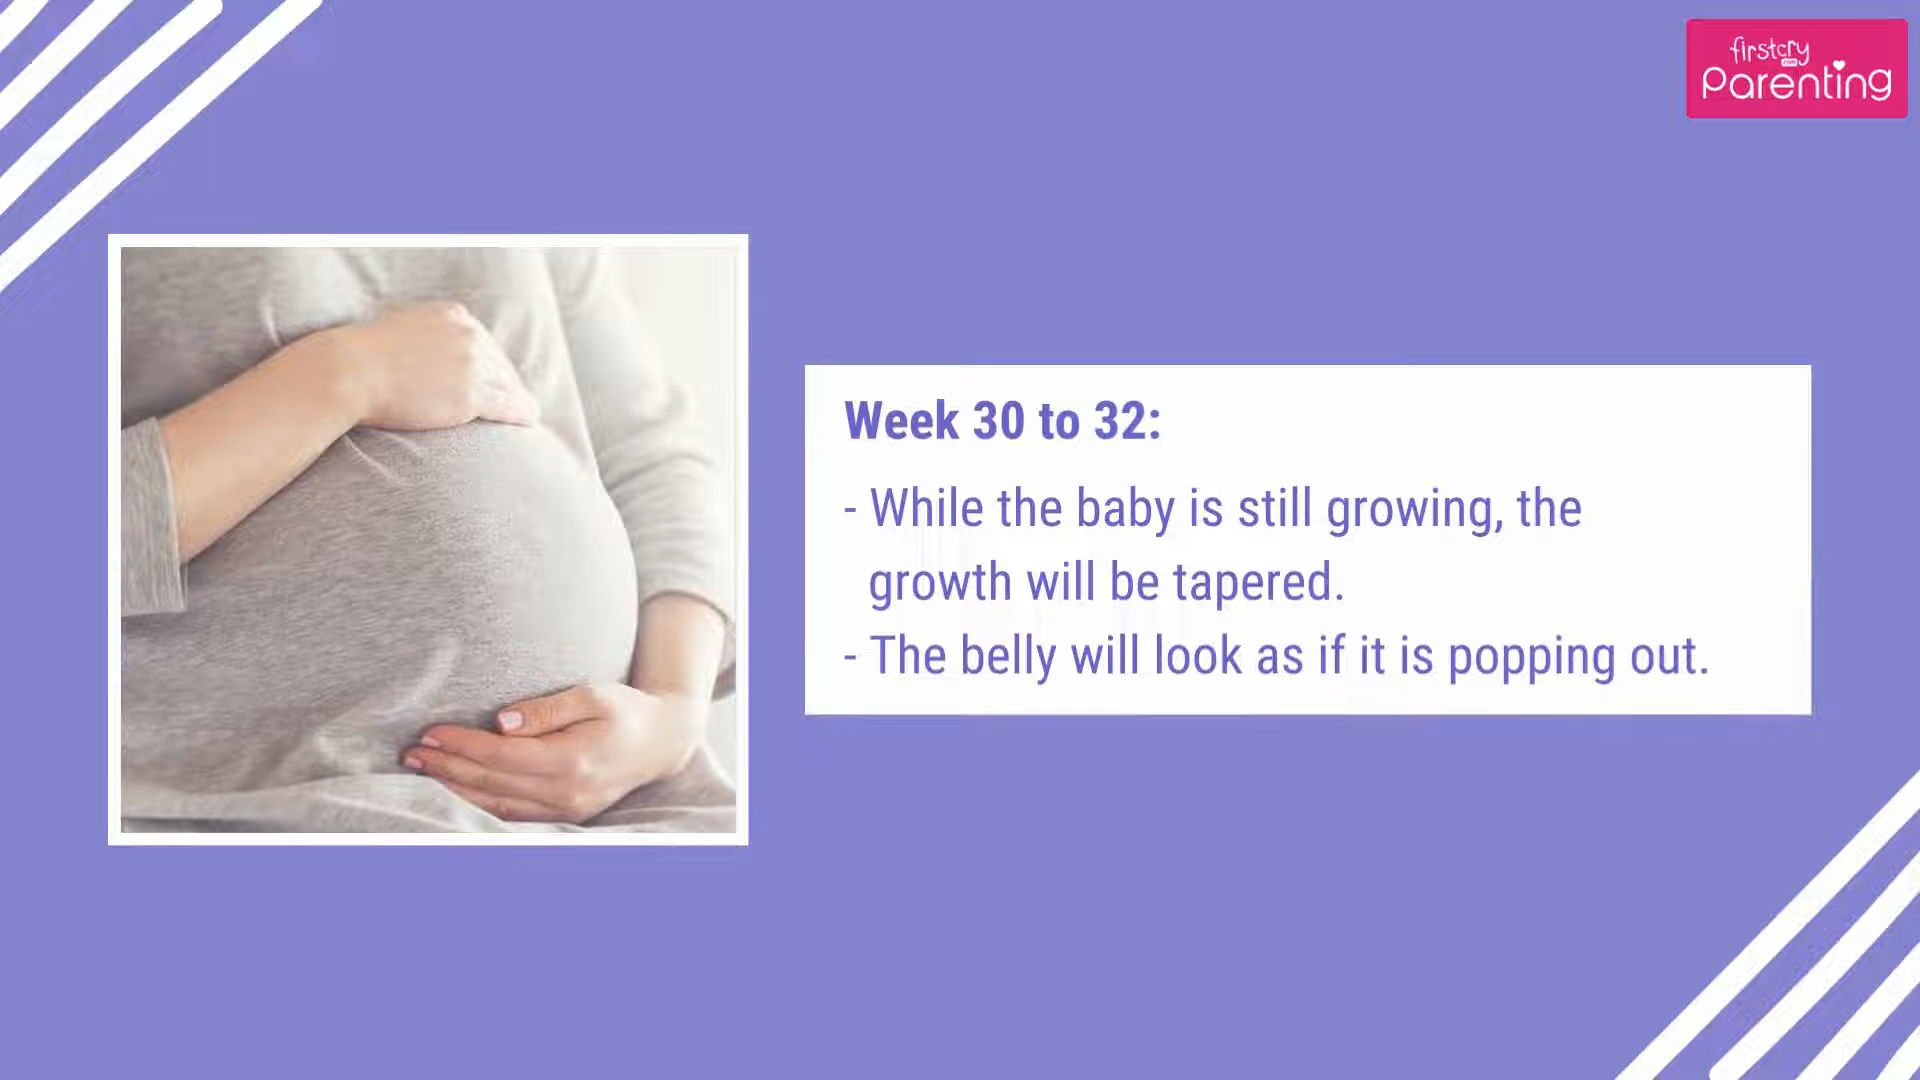 firstcry
.com
Parenting
Week 30 to 32:
- While the baby is still growing, the
growth will be tapered.
- The belly will look as if it is popping out.